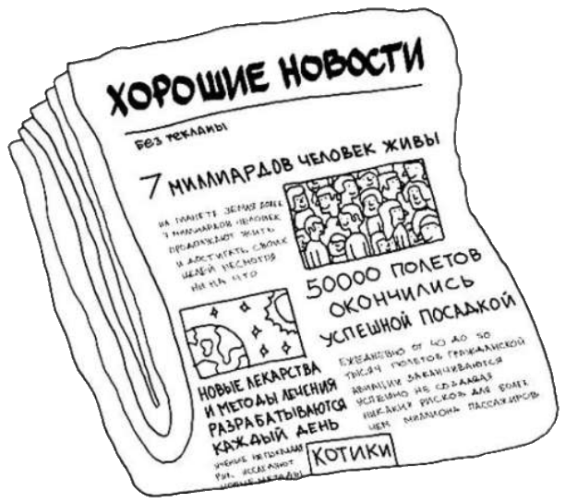 ХОРОШИЕ НОВОСТИ
БЕЗ РЕКЛАМЫ
7 МИЛЛИАРДОВ ЧЕЛОВЕК ЖИВЫ
НА ПЛАНЕТЕ ЗЕМЛЯ БОЛЕЕ
7 МИЛЛИАРДОВ ЧЕЛОВЕК
ПРОДОЛЖАЮТ ЖИТЬ
И ДОСТИГАТЬ СВОИХ
ЦЕЛЕЙ НЕСМОТРЯ
НИ НА ЧТО
50000 ПОЛЕТОВ
ОКОНЧИЛИСЬ
УСПЕШНОЙ ПОСАДКОЙ
ЕЖЕДНЕВНО ОТ 40 ДО 50
ТЫСЯЧ ПОЛЕТОВ ГРАЖДАНСКОЙ
АВИАЦИИ ЗАКАНЧИВАЮТСЯ
УСПЕШНО НЕ СОЗДАВАЯ
НИКАКИХ РИСКОВ ДЛЯ БОЛЕЕ
ЧЕМ МИЛЛИОНА ПАССАЖИРОВ
НОВЫЕ ЛЕКАРСТВА
И МЕТОДЫ ЛЕЧЕНИЯ
РАЗРАБАТЫВАЮТСЯ
КАЖДЫЙ ДЕНЬ
УЧЕНЫЕ
РУК
НОВЫЕ МЕТОДЫ
КОТИКИ